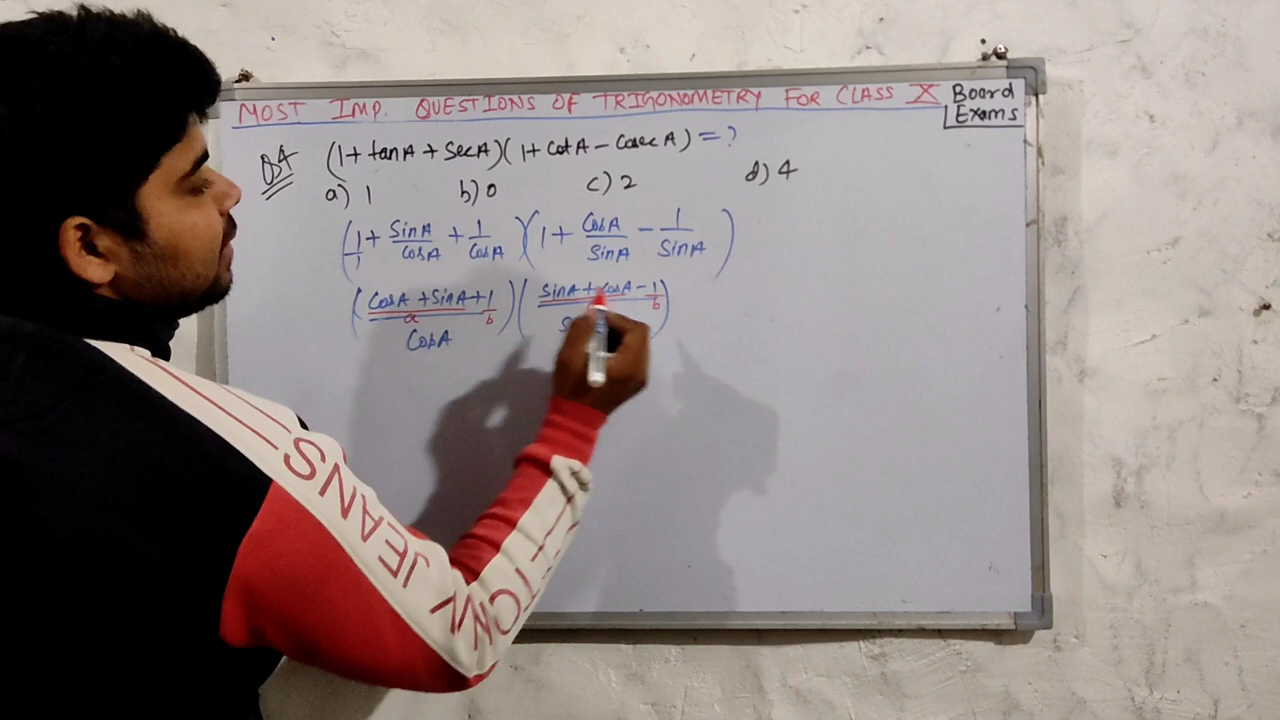 MOST IMP. QUESTIONS OF TRIGONOMETRY FOR CLASS X Board Exams
Q4 (1 + tanA + SecA)(1 + CotA - CosecA) = ?
a) 1 b) 0 c) 2 d) 4
(1/1 + SinA/CosA + 1/CosA)(1 + CosA/SinA - 1/SinA)
(CosA + SinA + 1/CosA)(SinA + CosA - 1
a b b
JEANS